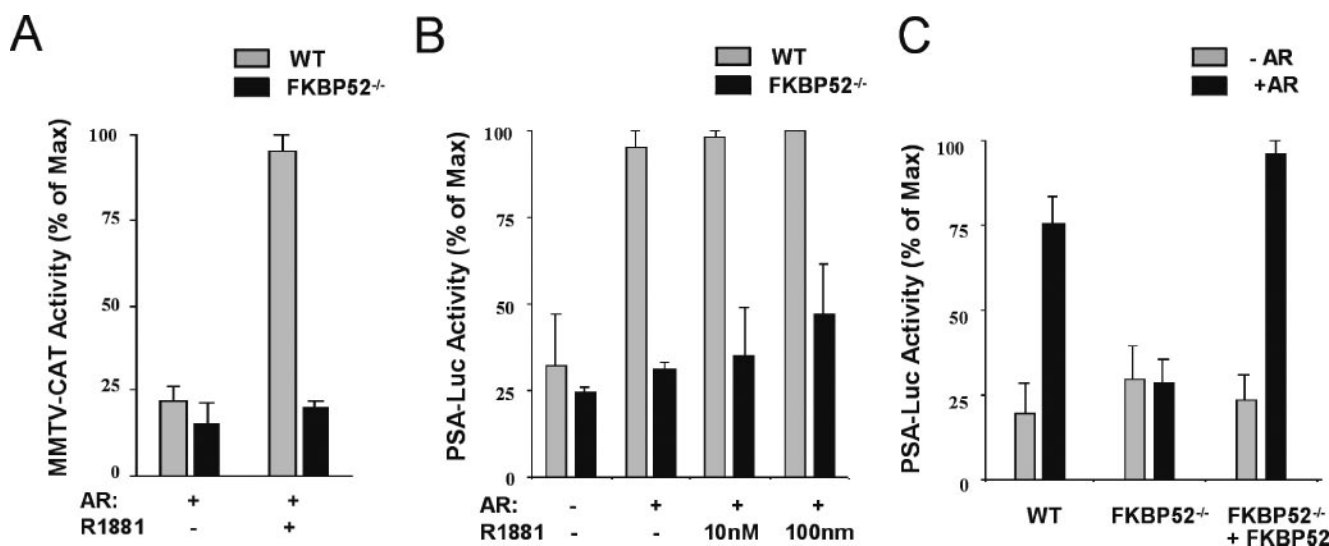 A
WT
FKBP52-/-
MMTV-CAT Activity (% of Max)
100
75
50
25
0
AR: + +
R1881 - +
B
WT
FKBP52-/-
PSA-Luc Activity (% of Max)
100
75
50
25
0
AR: - + + +
R1881 - - 10nM 100nm
C
- AR
+AR
PSA-Luc Activity (% of Max)
100
75
50
25
0
WT FKBP52-/- FKBP52-/-
+ FKBP52